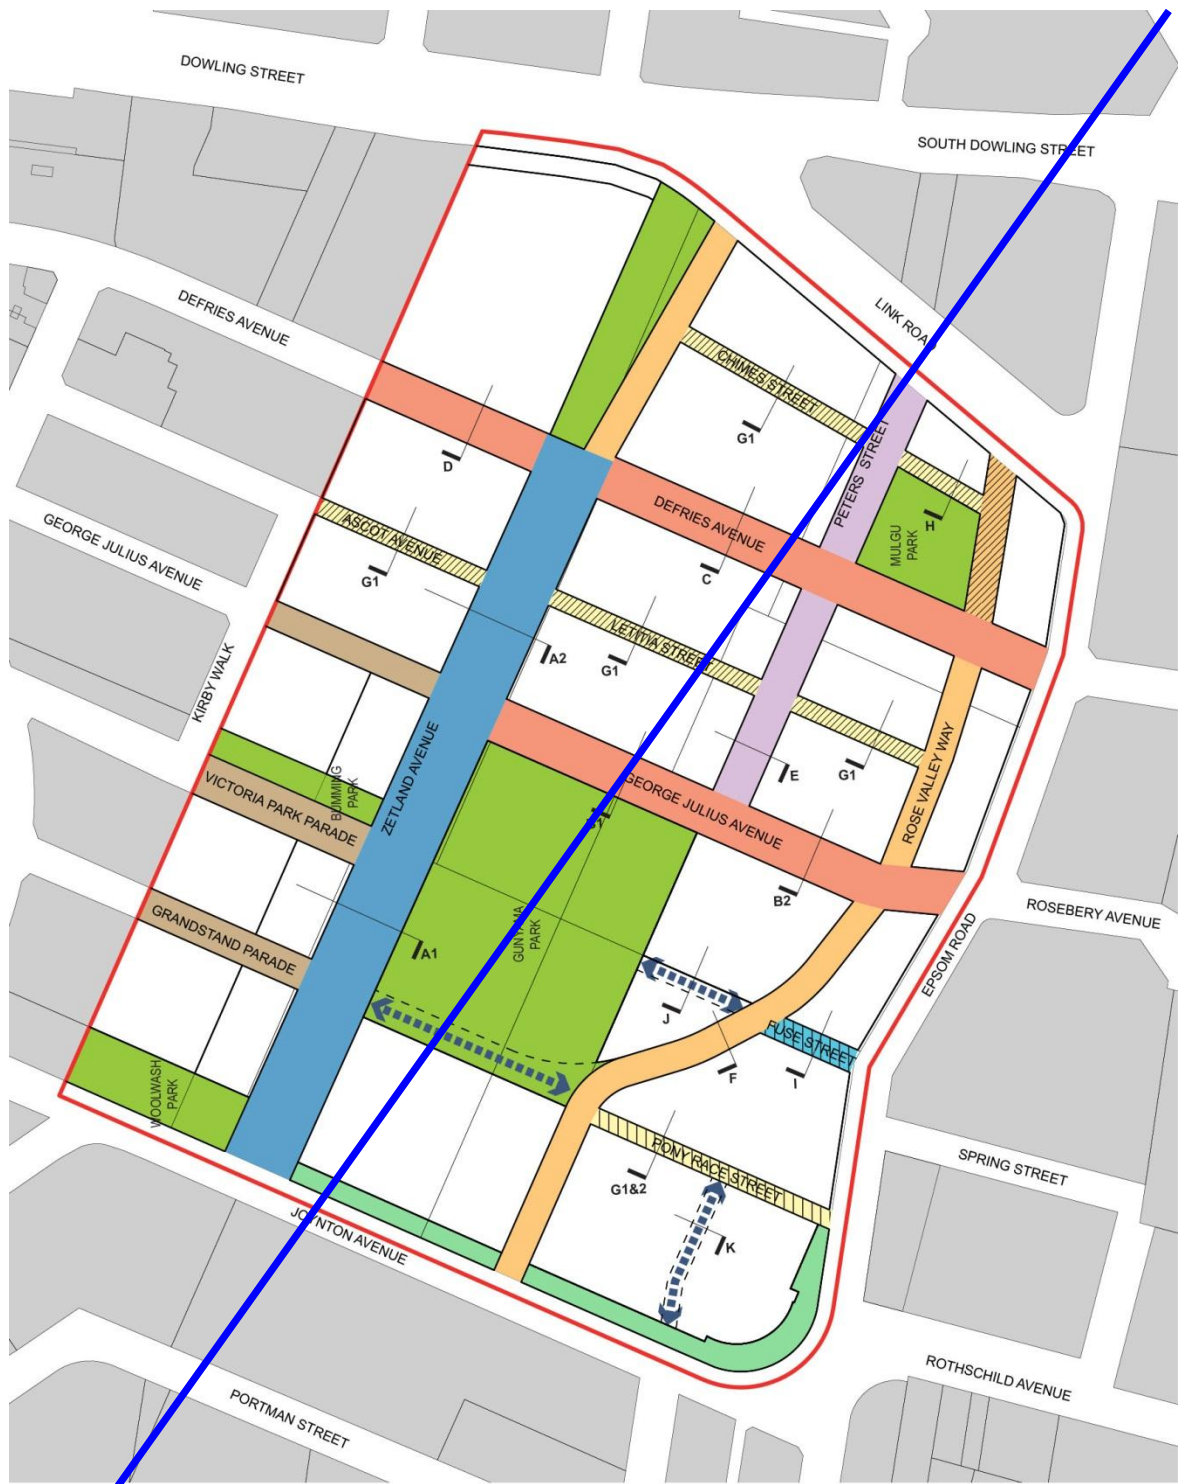 DOWLING STREET
SOUTH DOWLING STREET
LINK ROAD
DEFRIES AVENUE
CHIMES STREET
G1
D
PETERS STREET
H
MULGU
PARK
DEFRIES AVENUE
GEORGE JULIUS AVENUE
ASCOT AVENUE
G1
C
LETITIA STREET
A2
G1
KIRBY WALK
ROSE VALLEY WAY
E
G1
ZETLAND AVENUE
BUMMING
PARK
VICTORIA PARK PARADE
GEORGE JULIUS AVENUE
B1
B2
GRANDSTAND PARADE
GUNYAMA
PARK
A1
ROSEBERY AVENUE
EPSOM ROAD
J
FUSE STREET
F
I
WOOLWASH
PARK
PONY RACE STREET
G1&2
SPRING STREET
K
JOYNTON AVENUE
ROTHSCHILD AVENUE
PORTMAN STREET